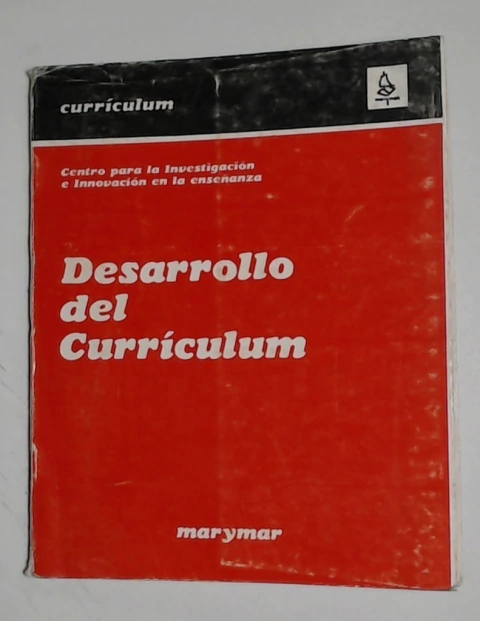 currículum
Centro para la Investigación
e Innovación en la enseñanza
Desarrollo
del
Currículum
marymar